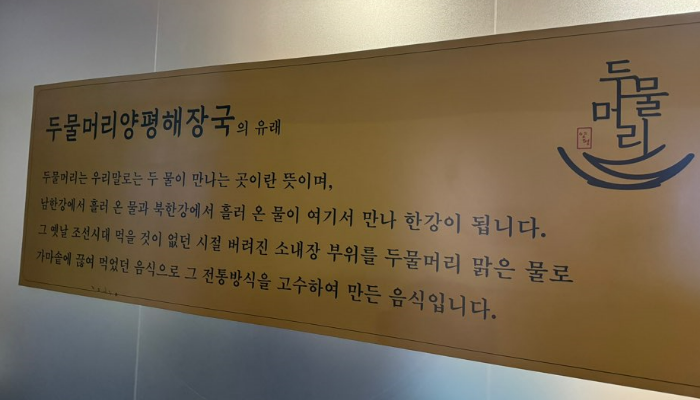 두물머리양평해장국의 유래
두물머리는 우리말로는 두 물이 만나는 곳이란 뜻이며,
남한강에서 흘러 온 물과 북한강에서 흘러 온 물이 여기서 만나 한강이 됩니다.
그 옛날 조선시대 먹을 것이 없던 시절 버려진 소내장 부위를 두물머리 맑은 물로
가마솥에 끊여 먹었던 음식으로 그 전통방식을 고수하여 만든 음식입니다.
두물
머리